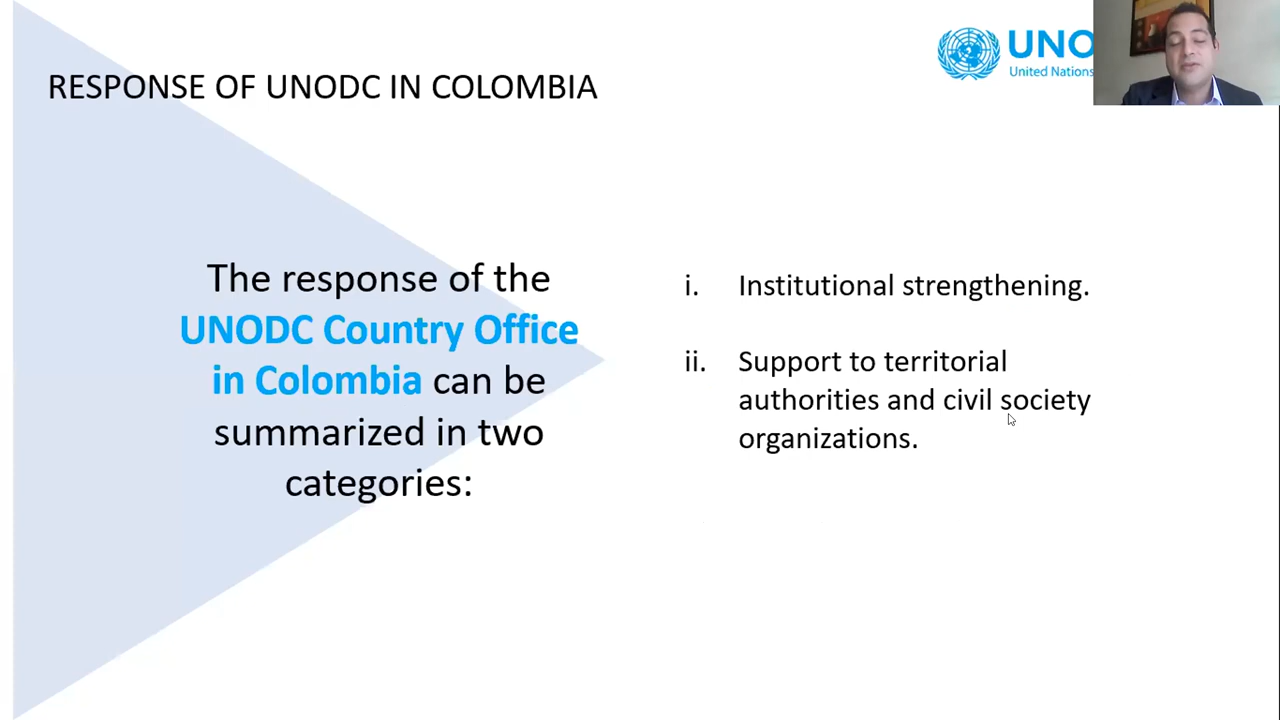 RESPONSE OF UNODC IN COLOMBIA
UNO
United Nations
The response of the
UNODC Country Office
in Colombia can be
summarized in two
categories:
i. Institutional strengthening.
ii. Support to territorial
authorities and civil society
organizations.